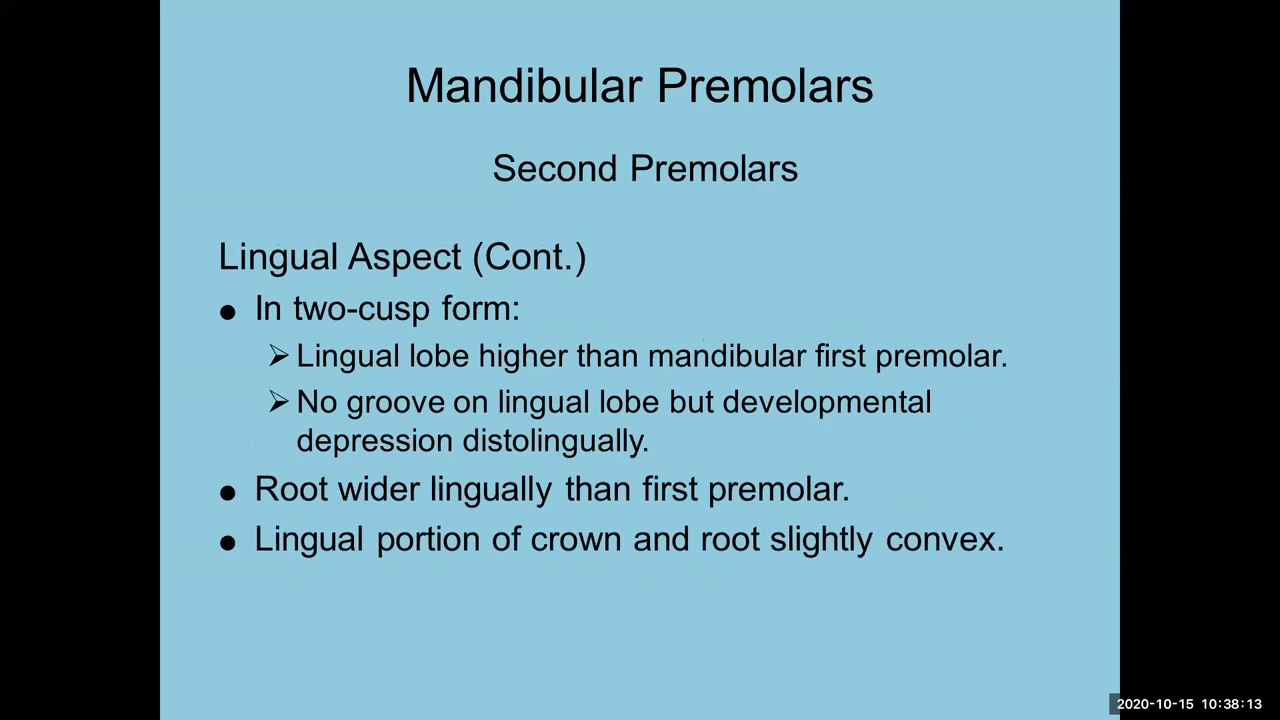 Mandibular Premolars
Second Premolars
Lingual Aspect (Cont.)
● In two-cusp form:
➢ Lingual lobe higher than mandibular first premolar.
➢ No groove on lingual lobe but developmental
depression distolingually.
● Root wider lingually than first premolar.
● Lingual portion of crown and root slightly convex.
2020-10-15 10:38:13